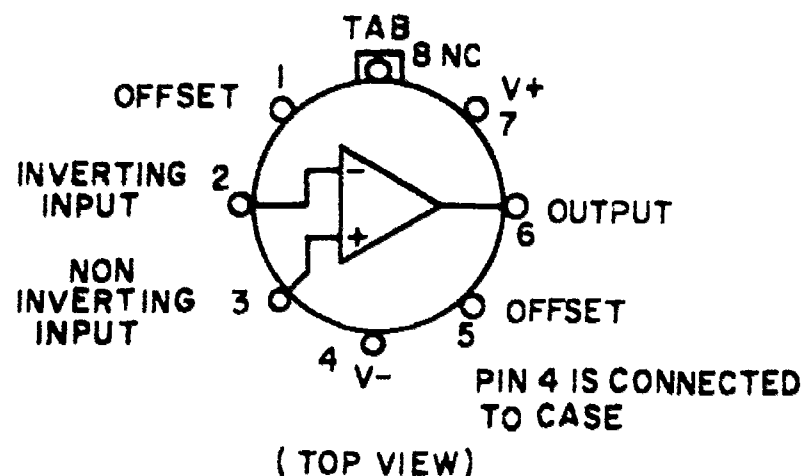 TAB
8 NC
1
OFFSET
V+
7
INVERTING
INPUT
2
-
+
OUTPUT
6
NON
INVERTING
INPUT
3
OFFSET
5
4
V-
PIN 4 IS CONNECTED
TO CASE
(TOP VIEW)